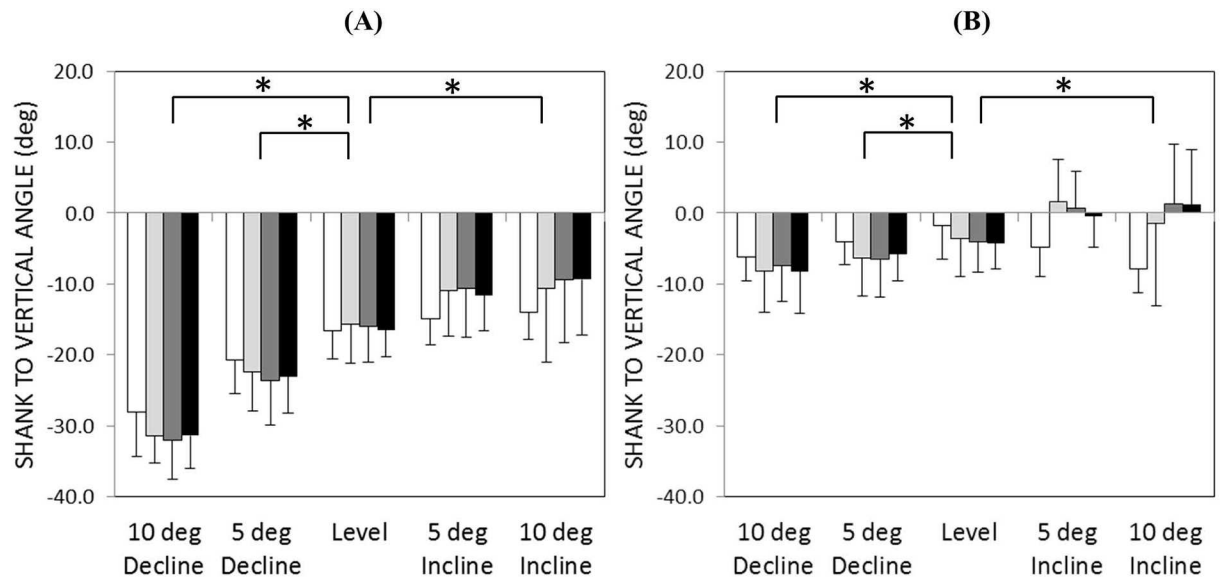 (A)
(B)
SHANK TO VERTICAL ANGLE (deg)
20.0
10.0
0.0
-10.0
-20.0
-30.0
-40.0
*
*
*
10 deg
Decline
5 deg
Decline
Level
5 deg
Incline
10 deg
Incline
SHANK TO VERTICAL ANGLE (deg)
20.0
10.0
0.0
-10.0
-20.0
-30.0
-40.0
*
*
*
10 deg
Decline
5 deg
Decline
Level
5 deg
Incline
10 deg
Incline